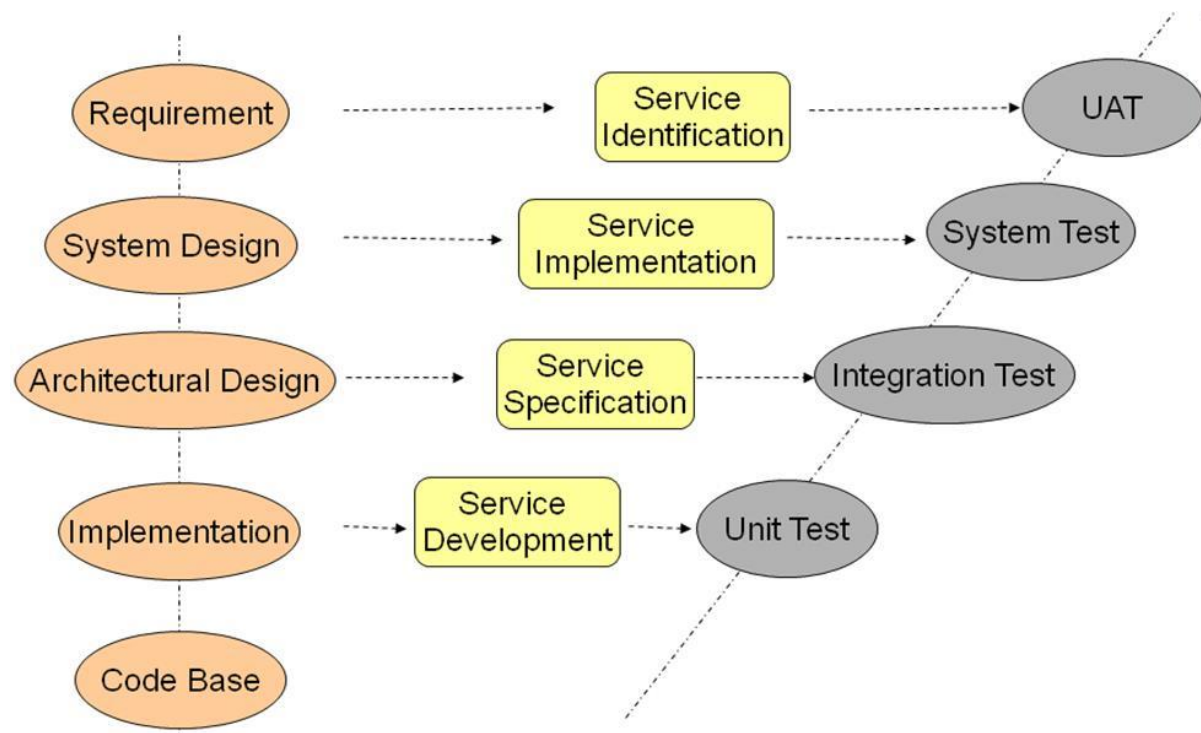 Requirement
Service
Identification
UAT
System Design
Service
Implementation
System Test
Architectural Design
Service
Specification
Integration Test
Implementation
Service
Development
Unit Test
Code Base